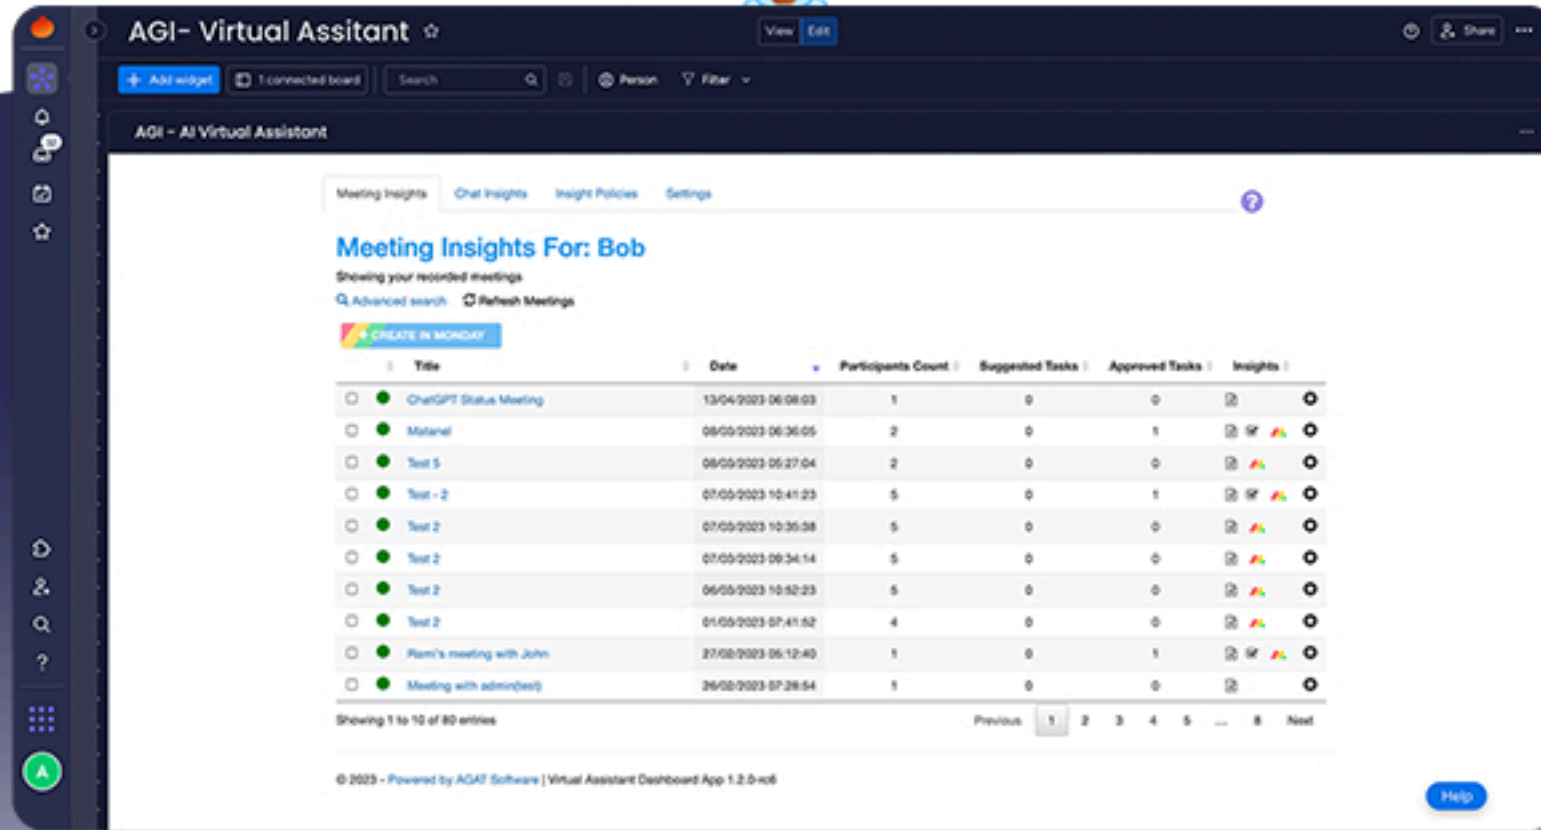 AGI- Virtual Assitant
View Edit
Share
+ Add widget 1 connected board Search Person Filter
AGI - AI Virtual Assistant
Meeting Insights Chat Insights Insight Policies Settings
?
Meeting Insights For: Bob
Showing your recorded meetings
Advanced search Refresh Meetings
+ CREATE IN MONDAY
Title Date Participants Count Suggested Tasks Approved Tasks Insights
ChatGPT Status Meeting 13/04/2023 06:08:03 1 0 0
Matanel 08/03/2023 06:36:05 2 0 1
Test 5 08/03/2023 05:27:04 2 0 0
Test - 2 07/03/2023 10:41:23 5 0 1
Test 2 07/03/2023 10:35:38 5 0 0
Test 2 07/03/2023 09:34:14 5 0 0
Test 2 06/03/2023 10:52:23 5 0 0
Test 2 01/03/2023 07:41:52 4 0 0
Rami's meeting with John 27/02/2023 05:12:40 1 0 1
Meeting with admin(test) 26/02/2023 07:28:54 1 0 0
Showing 1 to 10 of 80 entries
Previous 1 2 3 4 5 ... 8 Next
© 2023 - Powered by AGAT Software | Virtual Assistant Dashboard App 1.2.0-rc6
?
A
Help